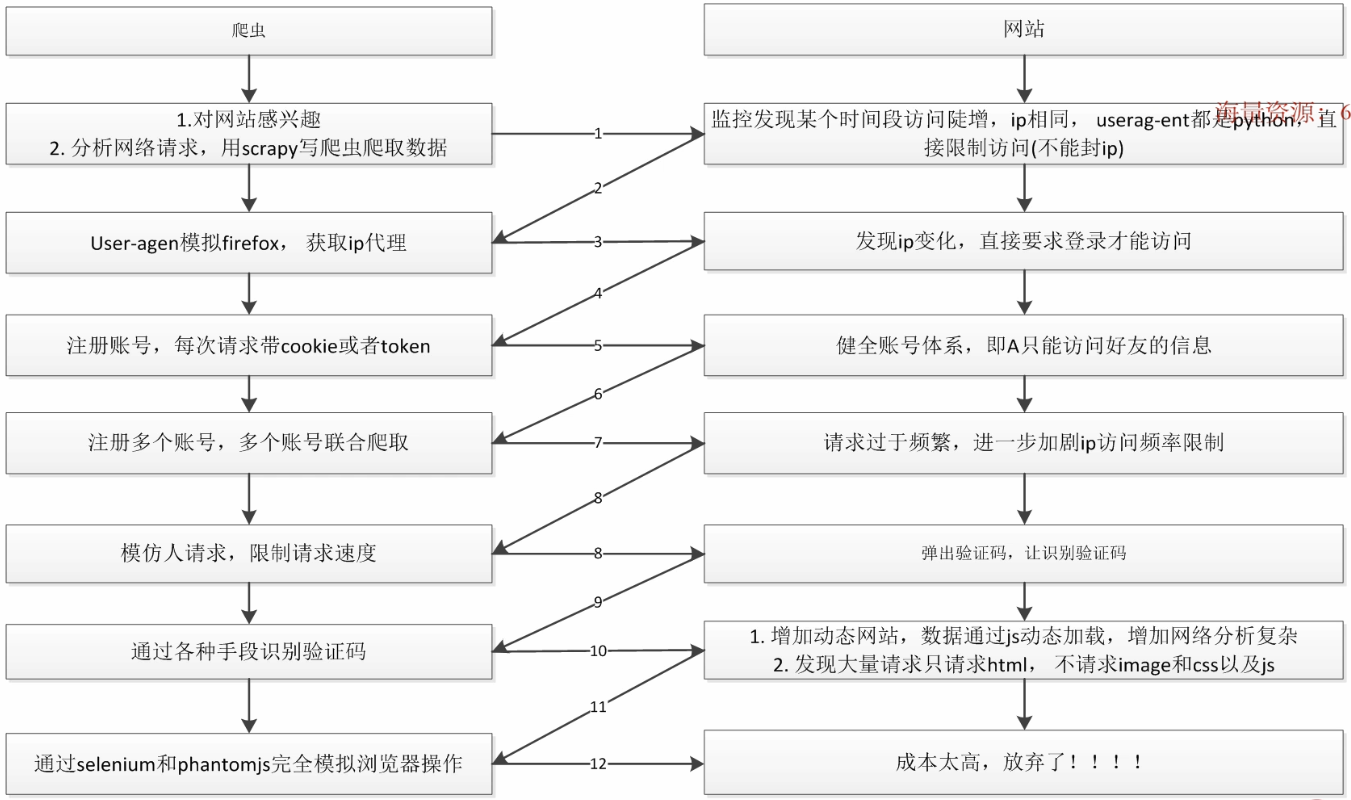 爬虫
网站
1.对网站感兴趣
2. 分析网络请求，用scrapy写爬虫爬取数据
1
海量资源：6
监控发现某个时间段访问陡增，ip相同， userag-ent都是python，直
接限制访问(不能封ip)
2
User-agen模拟firefox， 获取ip代理
3
发现ip变化，直接要求登录才能访问
4
注册账号，每次请求带cookie或者token
5
健全账号体系，即A只能访问好友的信息
6
注册多个账号，多个账号联合爬取
7
请求过于频繁，进一步加剧ip访问频率限制
8
模仿人请求，限制请求速度
8
弹出验证码，让识别验证码
9
通过各种手段识别验证码
10
1. 增加动态网站，数据通过js动态加载，增加网络分析复杂
2. 发现大量请求只请求html， 不请求image和css以及js
11
通过selenium和phantomjs完全模拟浏览器操作
12
成本太高，放弃了！！！！